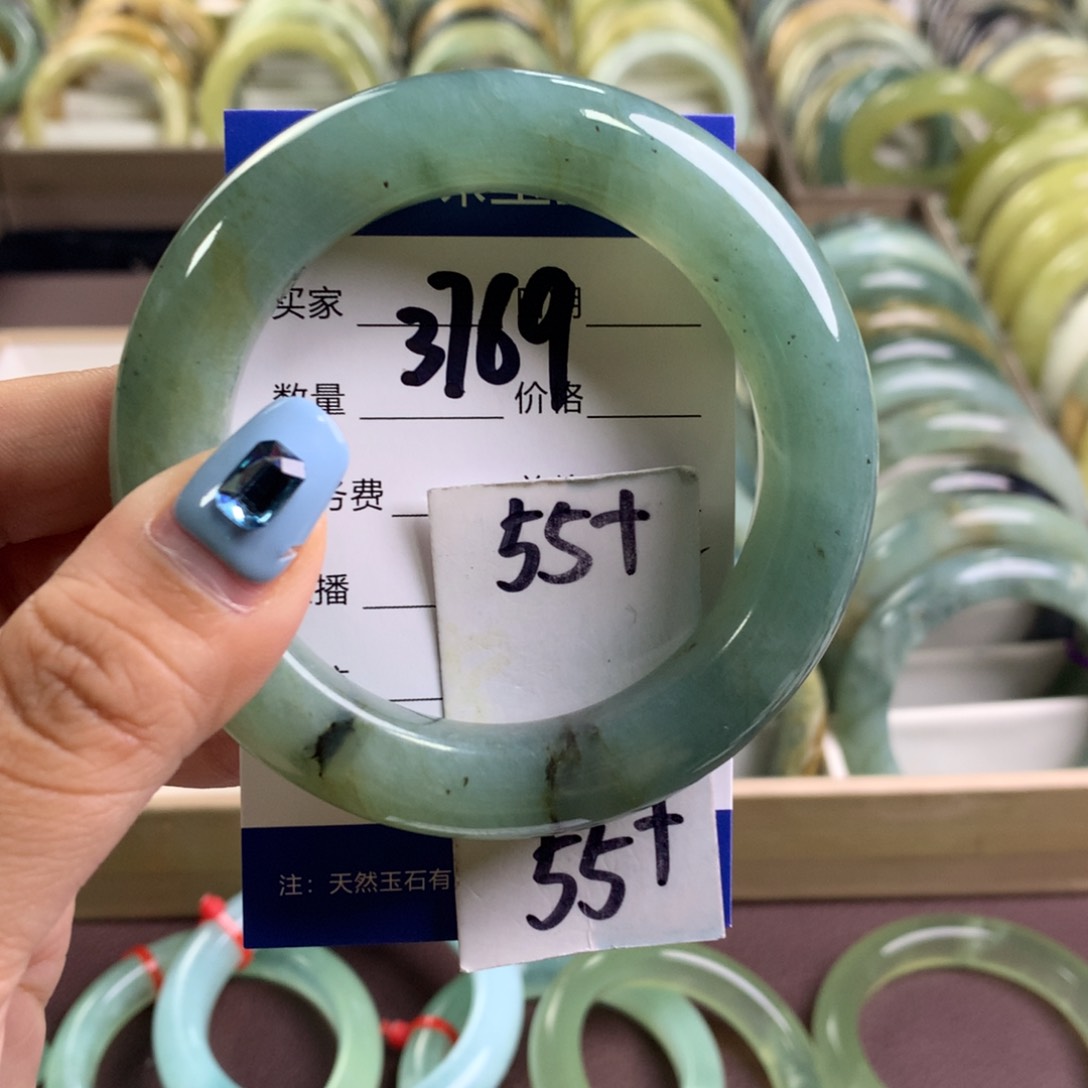 买家
3769
数量 价格
务费
55+
播
55+
注：天然玉石有